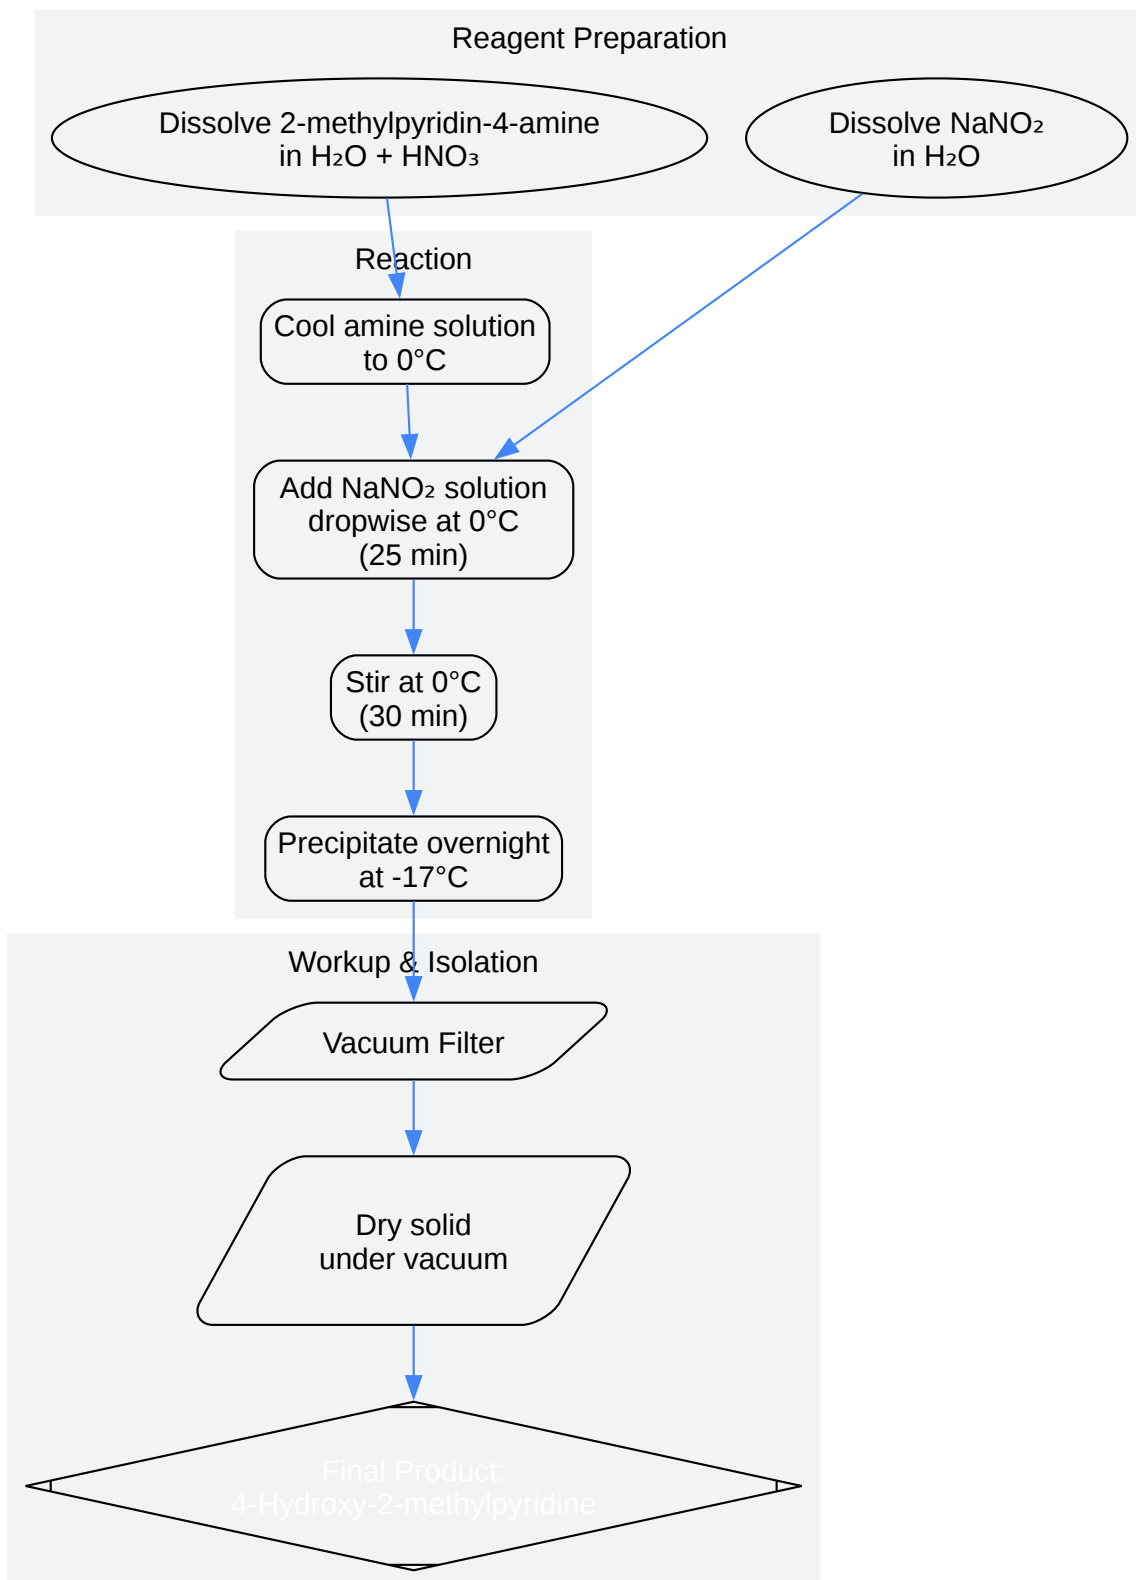 Reagent Preparation
Dissolve 2-methylpyridin-4-amine
in H₂O + HNO₃
Dissolve NaNO₂
in H₂O
Reaction
Cool amine solution
to 0°C
Add NaNO₂ solution
dropwise at 0°C
(25 min)
Stir at 0°C
(30 min)
Precipitate overnight
at -17°C
Workup & Isolation
Vacuum Filter
Dry solid
under vacuum
Final Product:
4-Hydroxy-2-methylpyridine